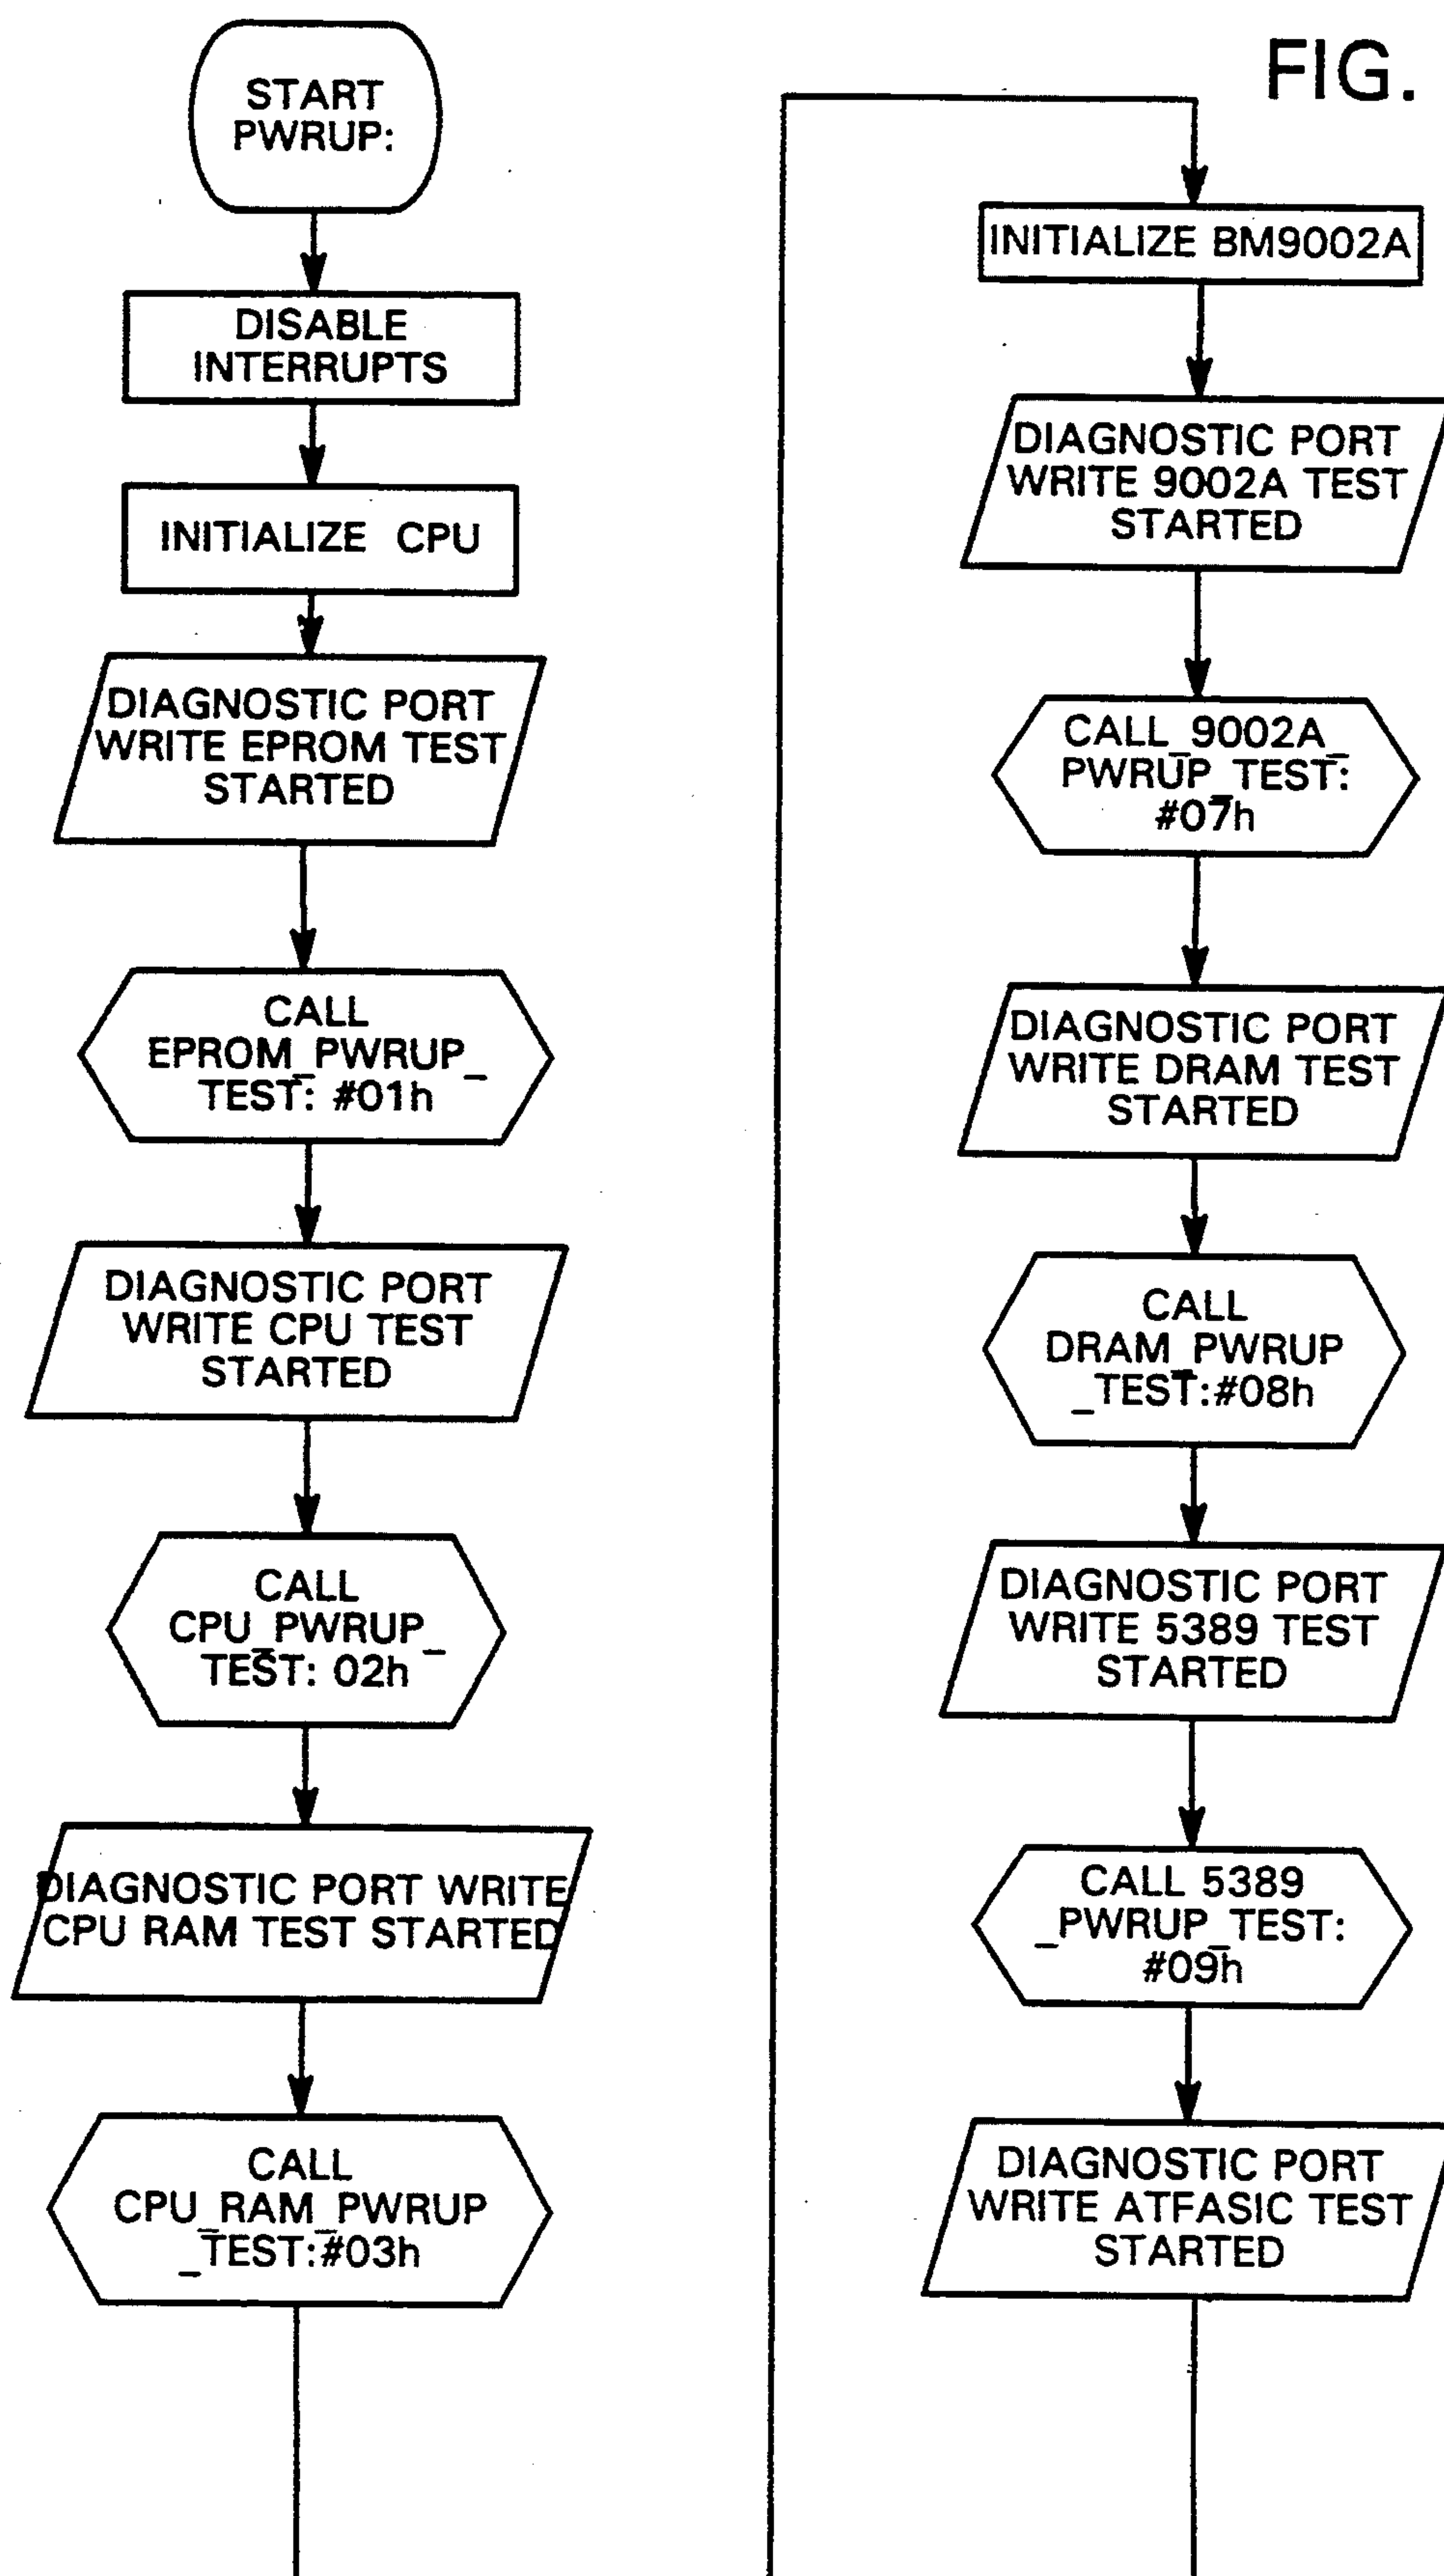 FIG.
START
PWRUP:
DISABLE
INTERRUPTS
INITIALIZE CPU
DIAGNOSTIC PORT
WRITE EPROM TEST
STARTED
CALL
EPROM_PWRUP_
TEST: #01h
DIAGNOSTIC PORT
WRITE CPU TEST
STARTED
CALL
CPU_PWRUP_
TEST: 02h
DIAGNOSTIC PORT WRITE
CPU RAM TEST STARTED
CALL
CPU_RAM_PWRUP
_TEST:#03h
INITIALIZE BM9002A
DIAGNOSTIC PORT
WRITE 9002A TEST
STARTED
CALL_9002A_
PWRUP_TEST:
#07h
DIAGNOSTIC PORT
WRITE DRAM TEST
STARTED
CALL
DRAM_PWRUP
_TEST:#08h
DIAGNOSTIC PORT
WRITE 5389 TEST
STARTED
CALL 5389
_PWRUP_TEST:
#09h
DIAGNOSTIC PORT
WRITE ATFASIC TEST
STARTED